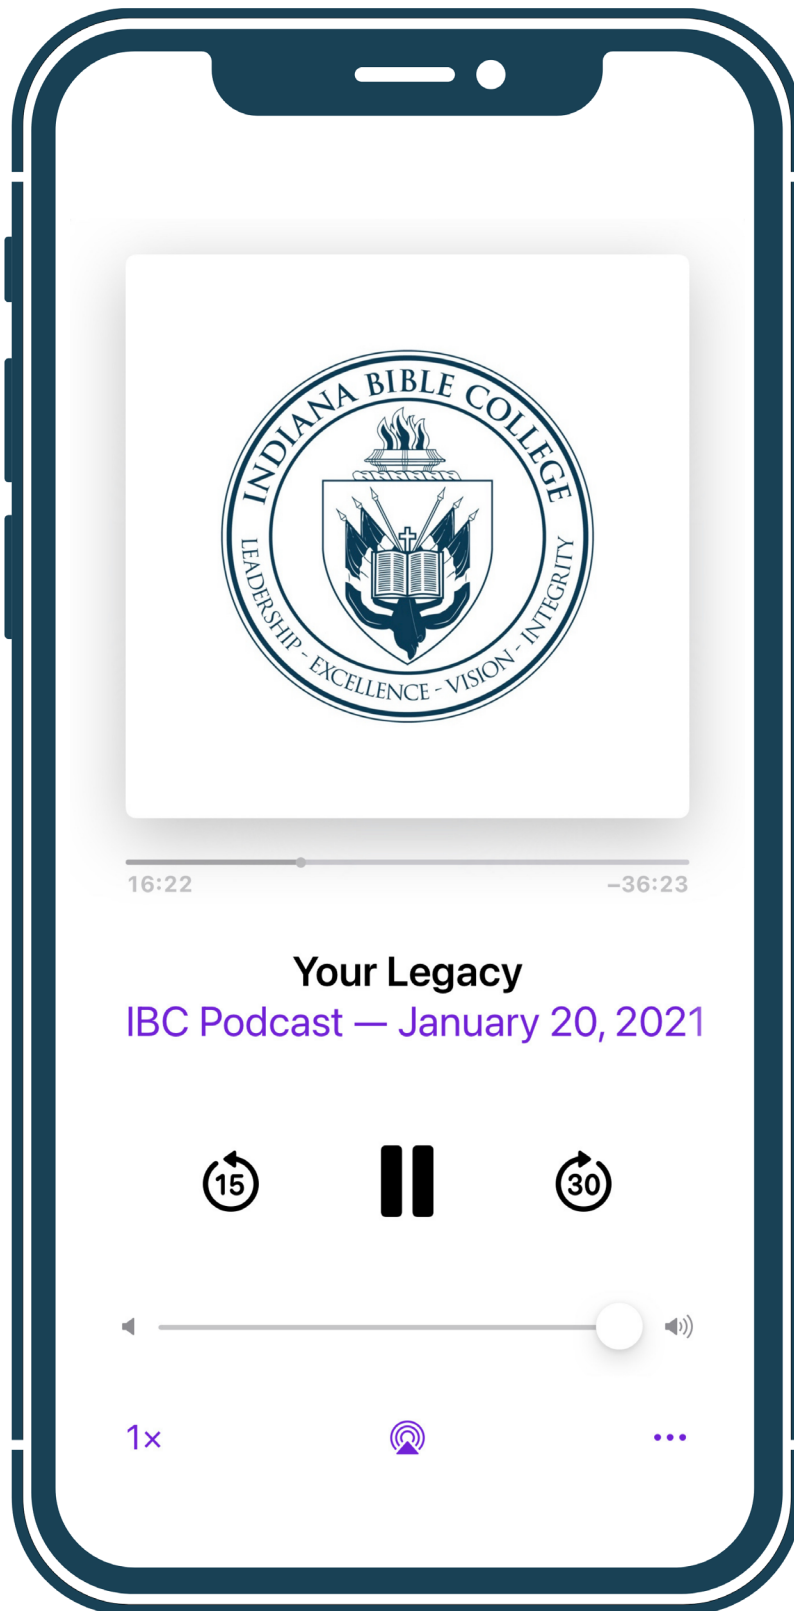 INDIANA BIBLE COLLEGE
LEADERSHIP - EXCELLENCE - VISION - INTEGRITY
16:22 –36:23
Your Legacy
IBC Podcast — January 20, 2021
15 30
1×